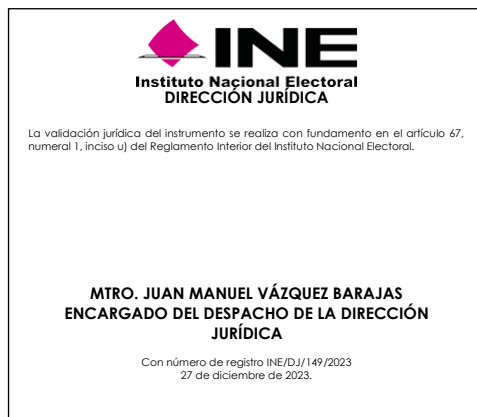 INE
Instituto Nacional Electoral
DIRECCIÓN JURÍDICA
La validación jurídica del instrumento se realiza con fundamento en el artículo 67,
numeral 1, inciso u) del Reglamento Interior del Instituto Nacional Electoral.
MTRO. JUAN MANUEL VÁZQUEZ BARAJAS
ENCARGADO DEL DESPACHO DE LA DIRECCIÓN
JURÍDICA
Con número de registro INE/DJ/149/2023
27 de diciembre de 2023.